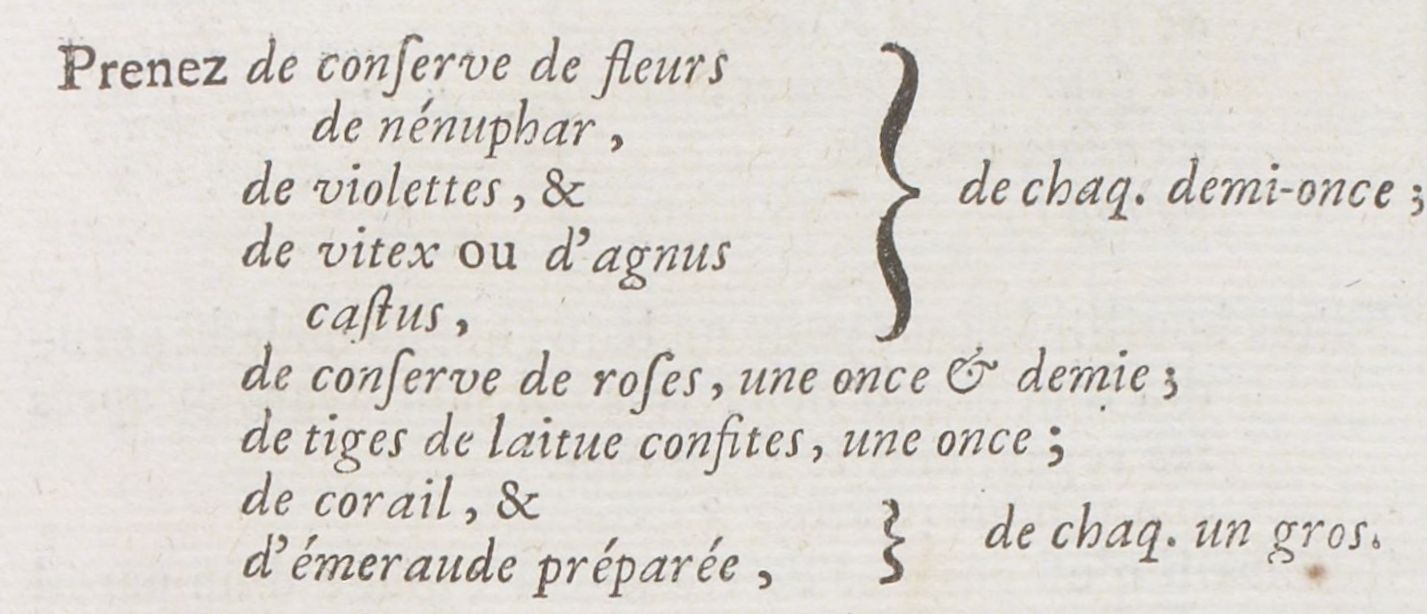 Prenez de conſerve de fleurs
de nénuphar,
de violettes, &
de vitex ou d'agnus
caſtus,
de chaq. demi-once;
de conſerve de roſes, une once & demie;
de tiges de laitue confites, une once;
de corail, &
d'émeraude préparée,
de chaq. un gros.